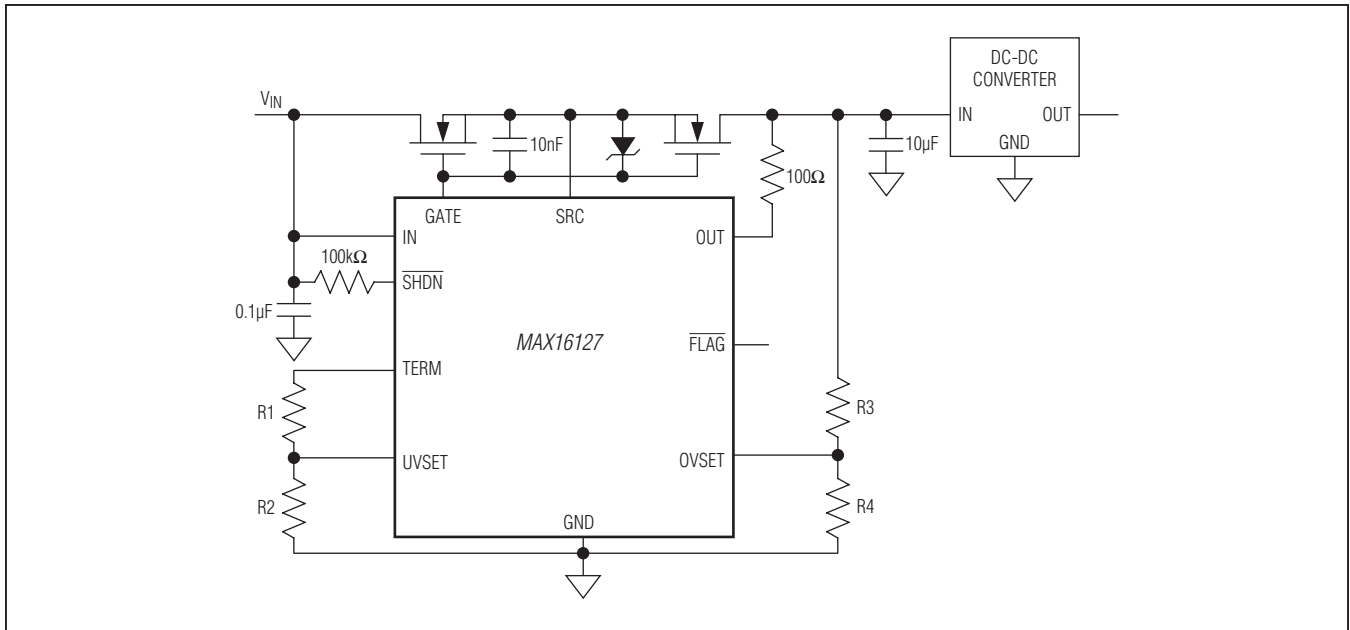 DC-DC
CONVERTER
VIN
IN
OUT
GND
10nF
10µF
100Ω
GATE
SRC
IN
OUT
100kΩ
SHDN
0.1µF
MAX16127
FLAG
TERM
R1
R3
UVSET
OVSET
R2
R4
GND